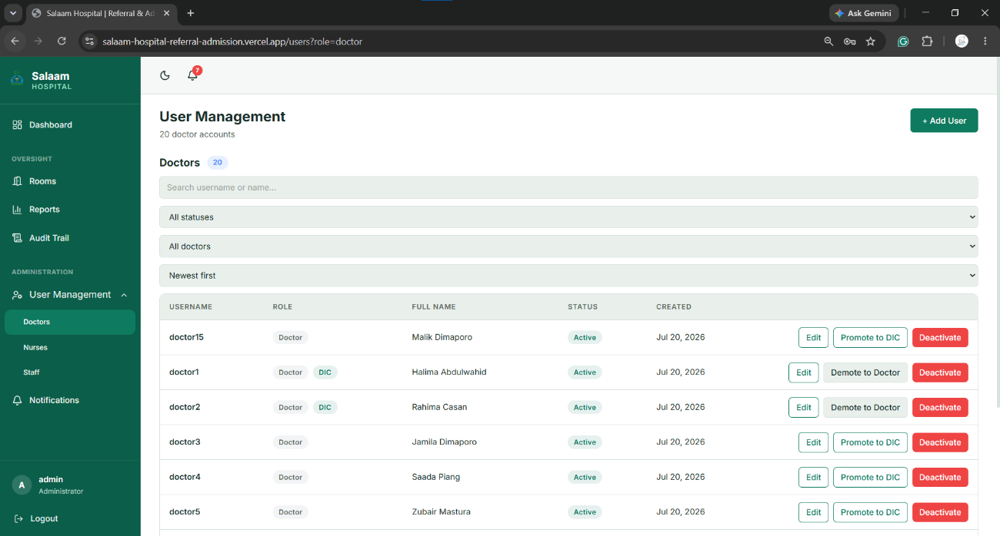 Salaam Hospital | Referral & Ad
Ask Gemini
salaam-hospital-referral-admission.vercel.app/users?role=doctor
Salaam
HOSPITAL
7
Dashboard
OVERSIGHT
Rooms
Reports
Audit Trail
ADMINISTRATION
User Management
Doctors
Nurses
Staff
Notifications
A
admin
Administrator
Logout
User Management
+ Add User
20 doctor accounts
Doctors 20
Search username or name...
All statuses
All doctors
Newest first
USERNAME ROLE FULL NAME STATUS CREATED
doctor15 Doctor Malik Dimaporo Active Jul 20, 2026 Edit Promote to DIC Deactivate
doctor1 Doctor DIC Halima Abdulwahid Active Jul 20, 2026 Edit Demote to Doctor Deactivate
doctor2 Doctor DIC Rahima Casan Active Jul 20, 2026 Edit Demote to Doctor Deactivate
doctor3 Doctor Jamila Dimaporo Active Jul 20, 2026 Edit Promote to DIC Deactivate
doctor4 Doctor Saada Piang Active Jul 20, 2026 Edit Promote to DIC Deactivate
doctor5 Doctor Zubair Mastura Active Jul 20, 2026 Edit Promote to DIC Deactivate